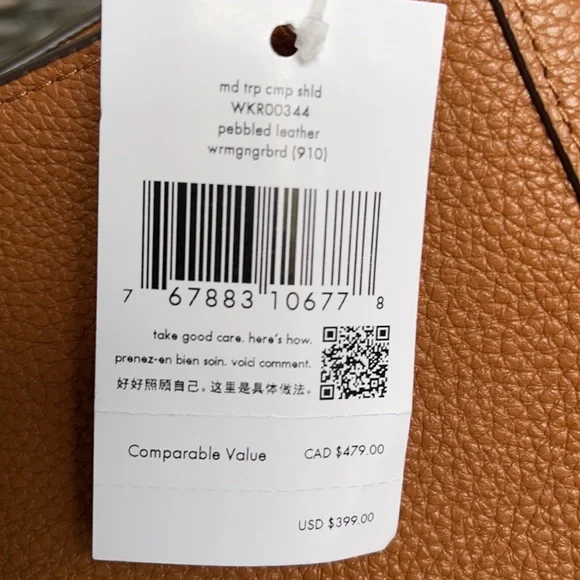 md trp cmp shld
WKR00344
pebbled leather
wrmgngrbrd (910)
7 67883 10677 8
take good care. here's how.
prenez-en bien soin. voici comment.
好好照顾自己。这里是具体做法。
Comparable Value CAD $479.00
USD $399.00